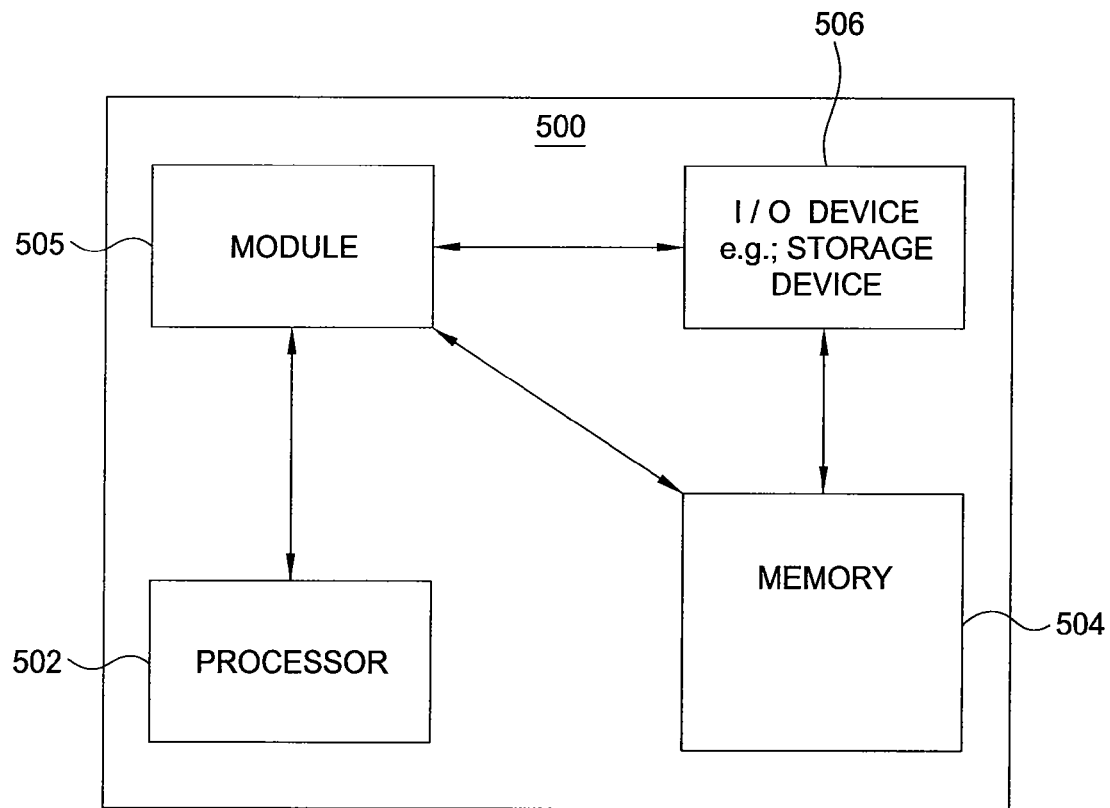 506
500
I / O DEVICE
e.g.; STORAGE
DEVICE
505
MODULE
MEMORY
504
502
PROCESSOR